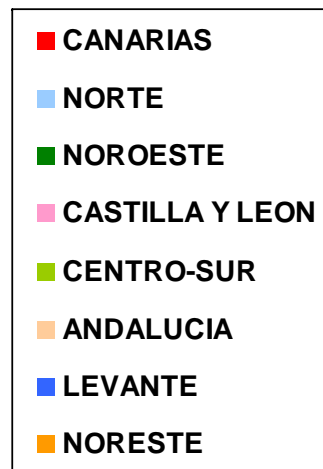 CANARIAS
NORTE
NOROESTE
CASTILLA Y LEON
CENTRO-SUR
ANDALUCIA
LEVANTE
NORESTE